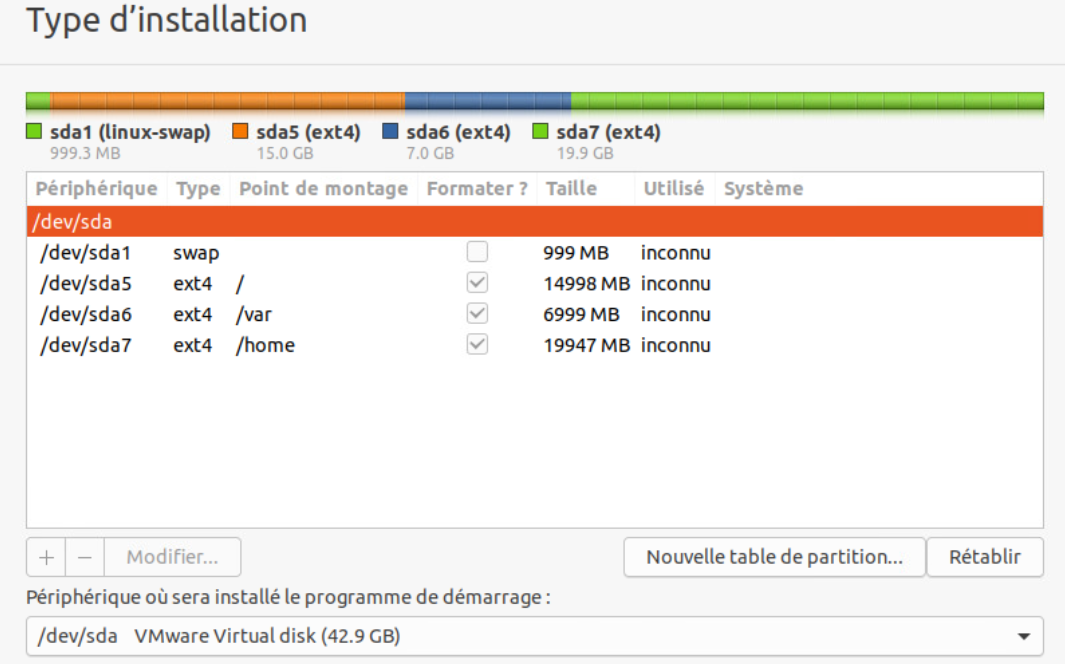 Type d’installation
sda1 (linux-swap) sda5 (ext4) sda6 (ext4) sda7 (ext4)
999.3 MB 15.0 GB 7.0 GB 19.9 GB
Périphérique Type Point de montage Formater ? Taille Utilisé Système
/dev/sda
/dev/sda1 swap 999 MB inconnu
/dev/sda5 ext4 / 14998 MB inconnu
/dev/sda6 ext4 /var 6999 MB inconnu
/dev/sda7 ext4 /home 19947 MB inconnu
+ − Modifier... Nouvelle table de partition... Rétablir
Périphérique où sera installé le programme de démarrage :
/dev/sda VMware Virtual disk (42.9 GB)